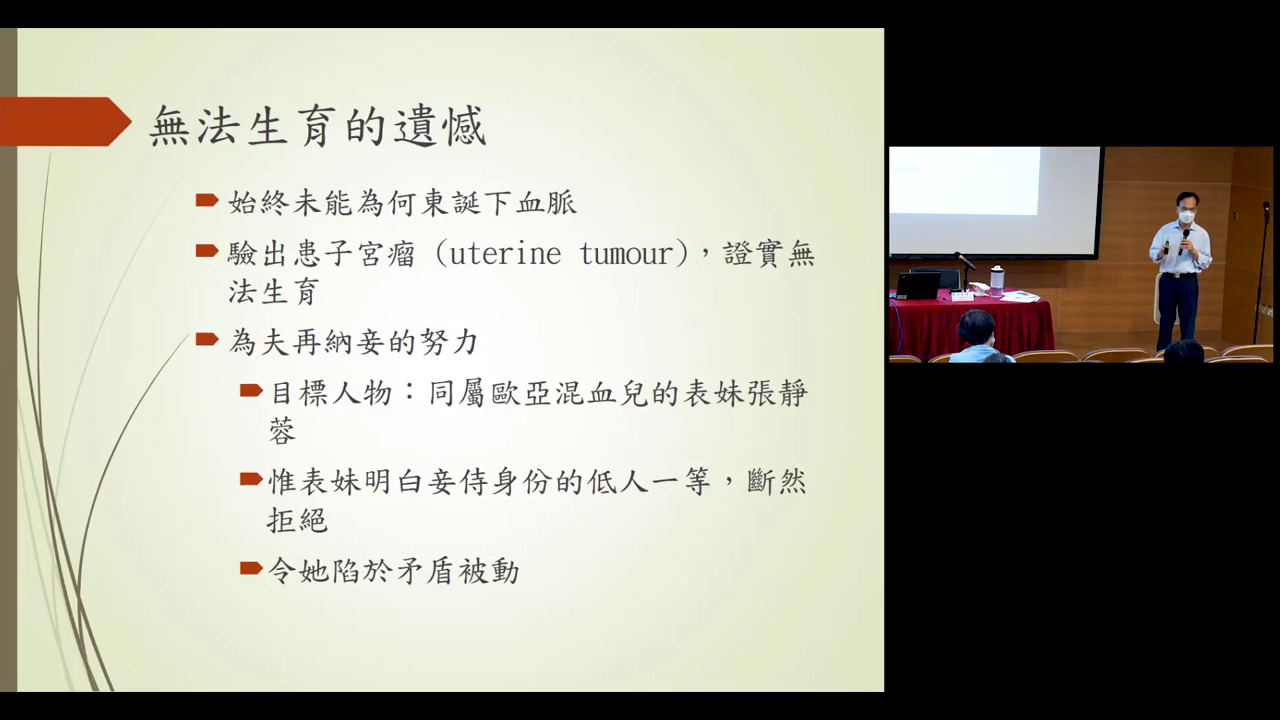 無法生育的遺憾
始終未能為何東誕下血脈
驗出患子宮瘤 (uterine tumour)，證實無
法生育
為夫再納妾的努力
目標人物：同屬歐亞混血兒的表妹張靜
蓉
惟表妹明白妾侍身份的低人一等，斷然
拒絕
令她陷於矛盾被動